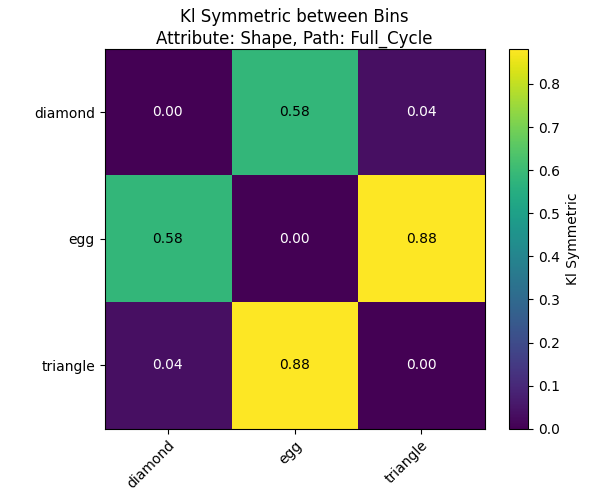 Kl Symmetric between Bins
Attribute: Shape, Path: Full_Cycle
diamond
0.00
0.58
0.04
egg
0.58
0.00
0.88
triangle
0.04
0.88
0.00
diamond
egg
triangle
0.8
0.7
0.6
0.5
0.4
0.3
0.2
0.1
0.0
Kl Symmetric